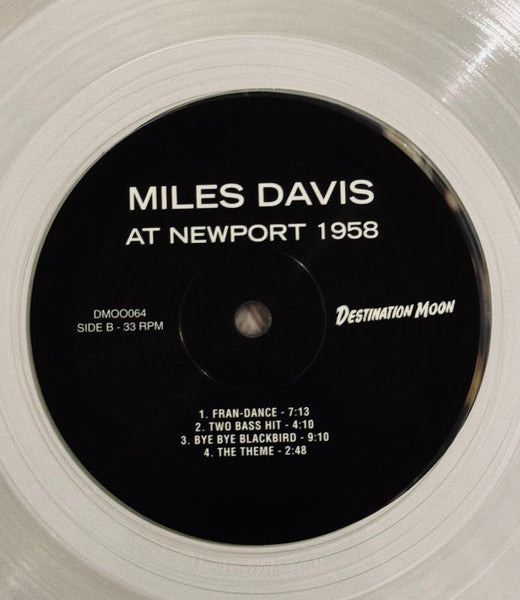 MILES DAVIS
AT NEWPORT 1958
DMOO064
SIDE B - 33 RPM
DESTINATION MOON
1. FRAN-DANCE - 7:13
2. TWO BASS HIT - 4:10
3. BYE BYE BLACKBIRD - 9:10
4. THE THEME - 2:48